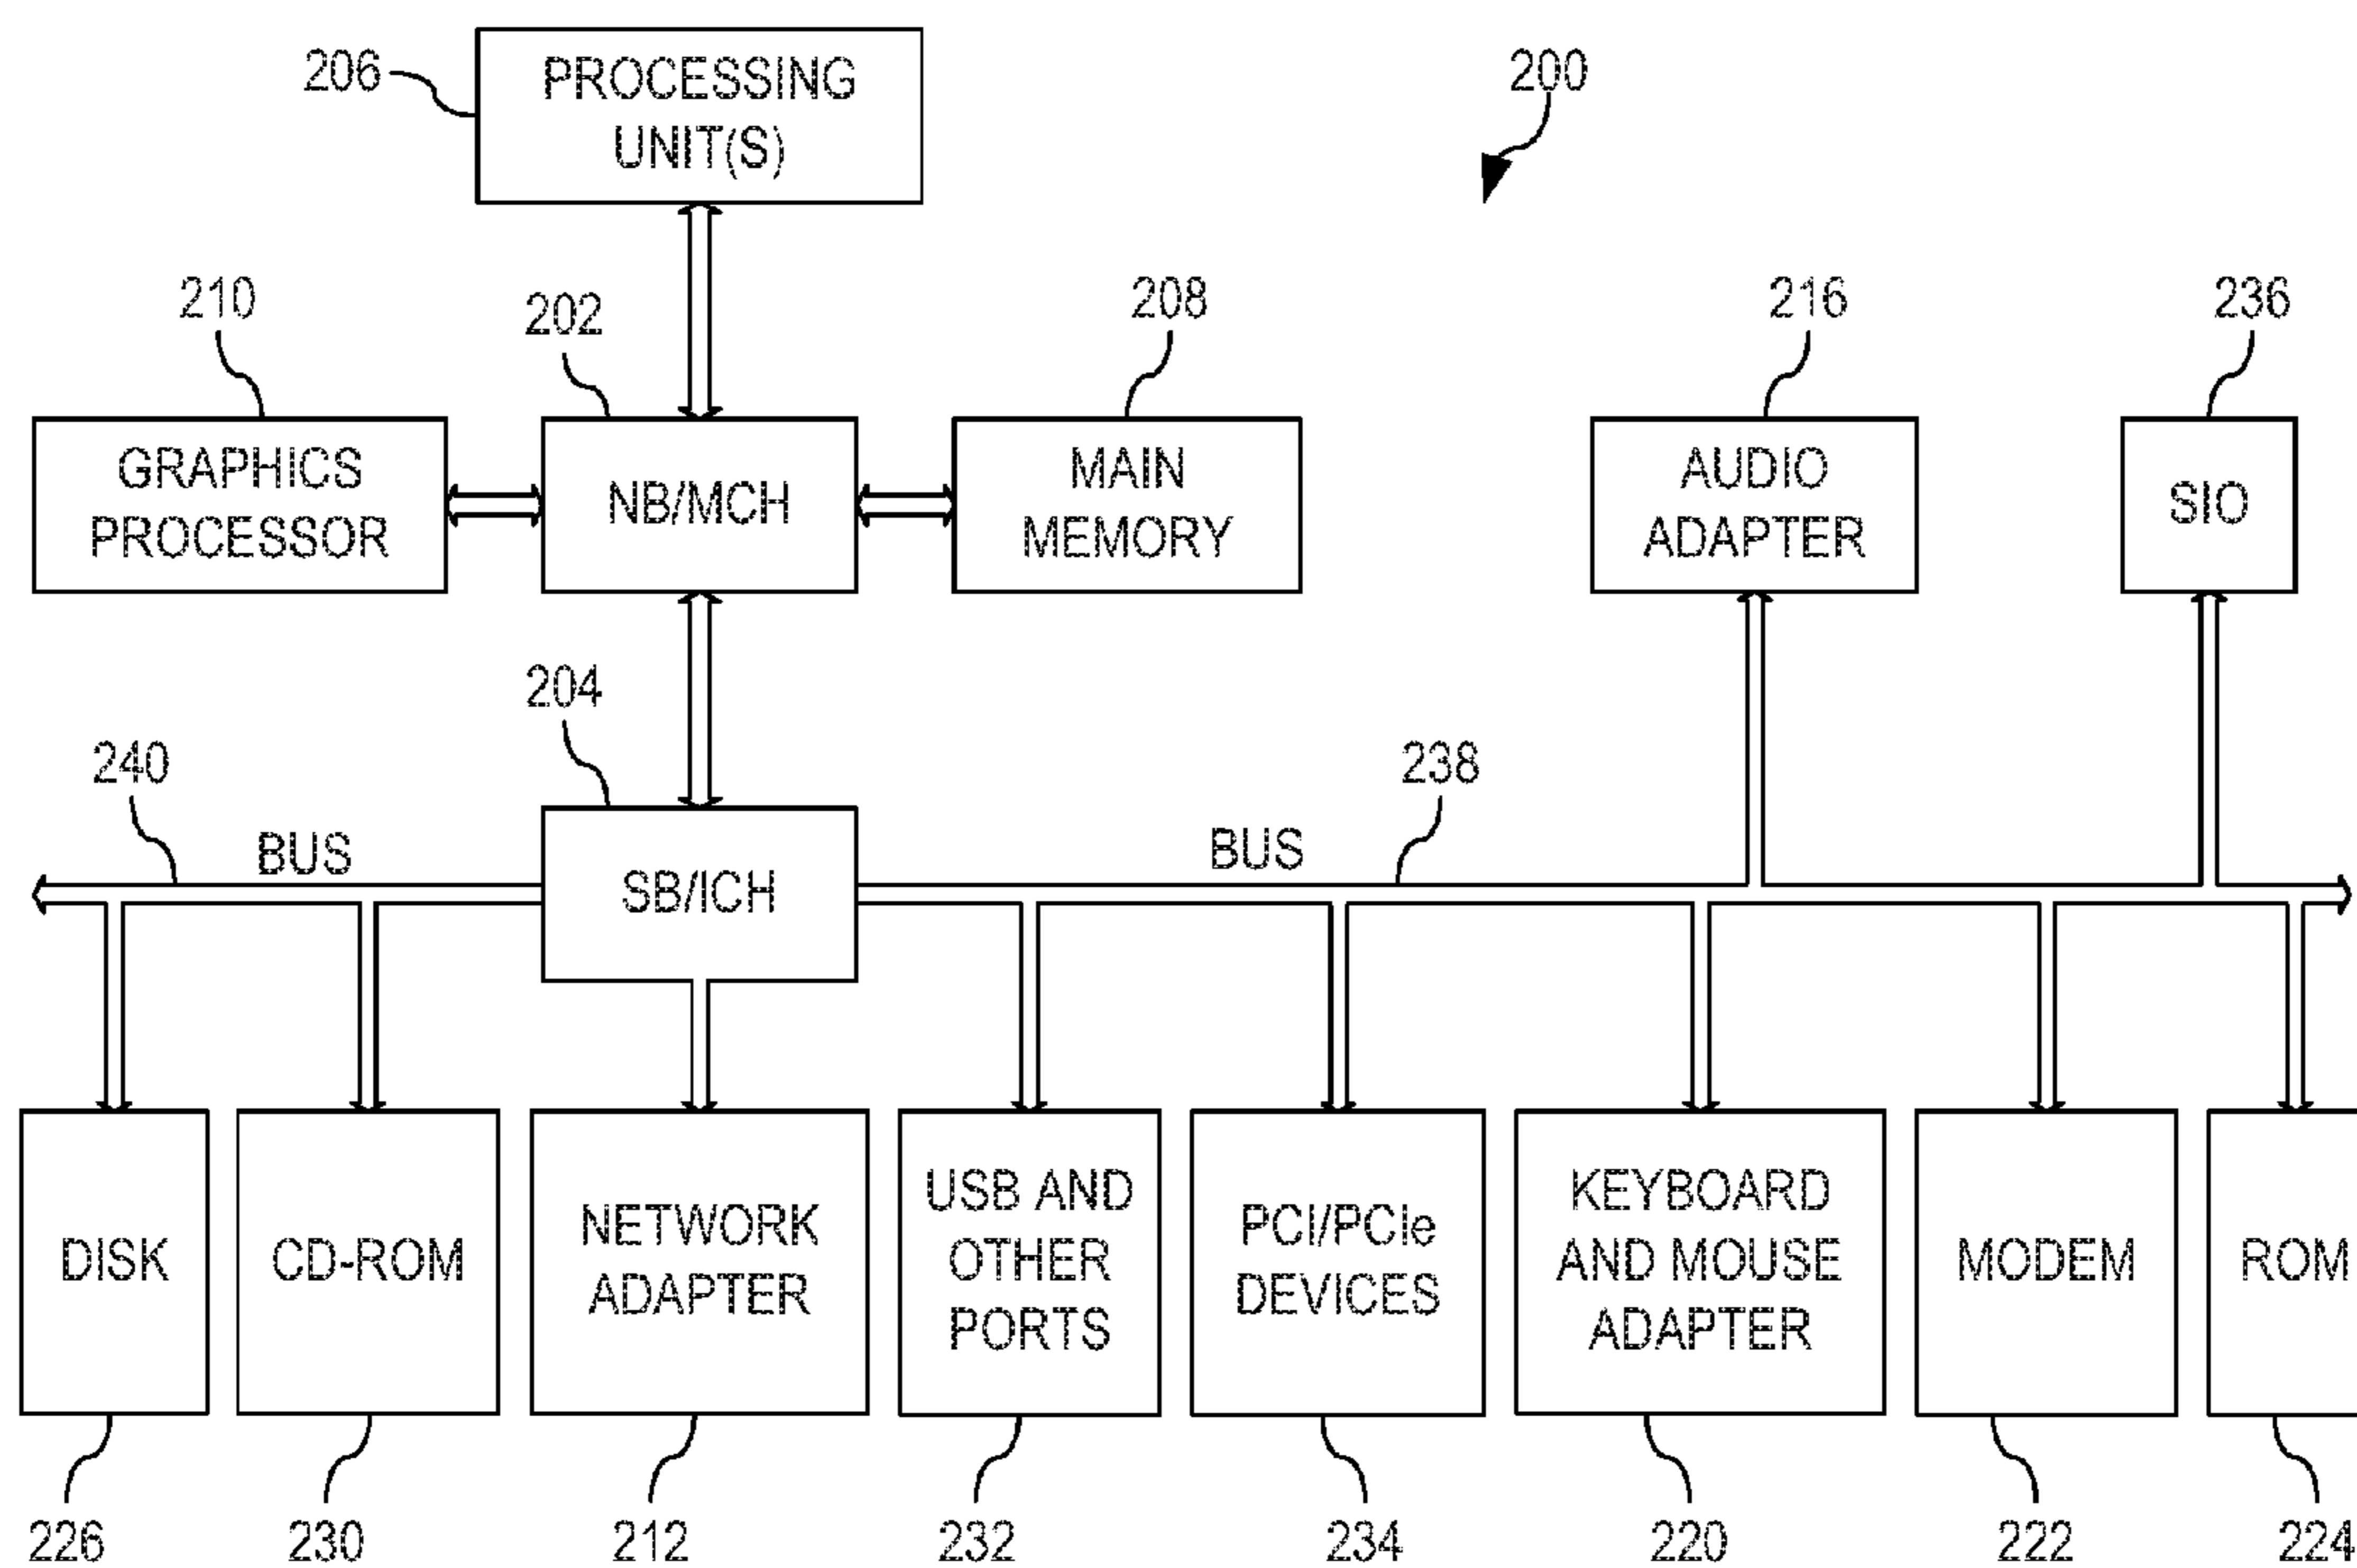 206
PROCESSING
UNIT(S)
200
210
202
208
216
236
GRAPHICS
PROCESSOR
NB/MCH
MAIN
MEMORY
AUDIO
ADAPTER
SIO
204
240
238
BUS
BUS
SB/ICH
DISK
CD-ROM
NETWORK
ADAPTER
USB AND
OTHER
PORTS
PCI/PCIe
DEVICES
KEYBOARD
AND MOUSE
ADAPTER
MODEM
ROM
226
230
212
232
234
220
222
224